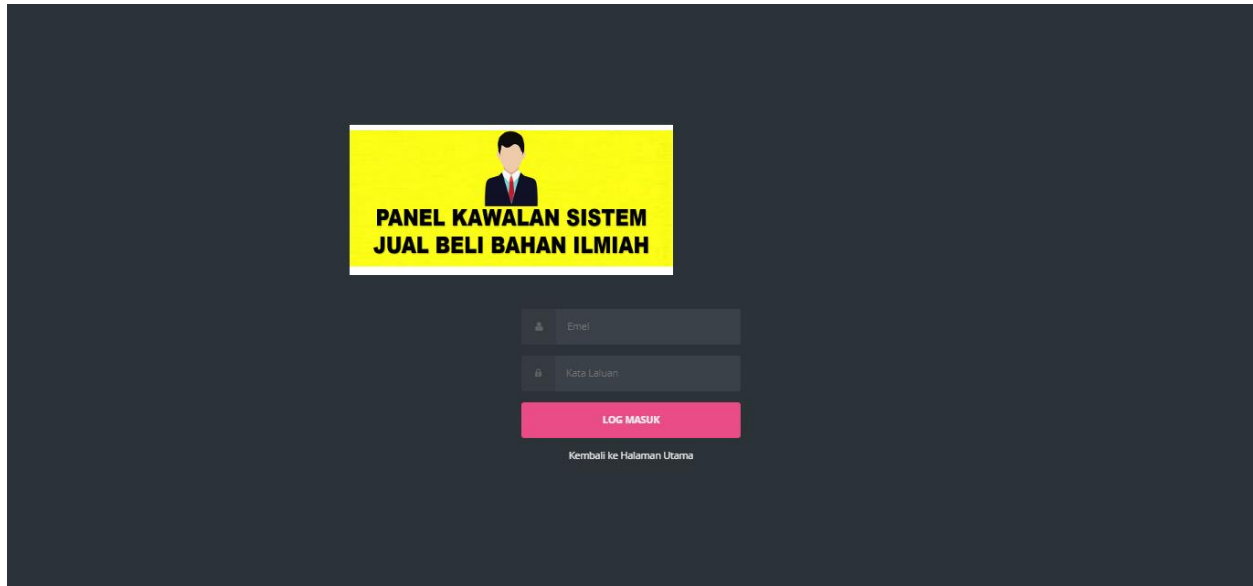 PANEL KAWALAN SISTEM
JUAL BELI BAHAN ILMIAH
Emel
Kata Laluan
LOG MASUK
Kembali ke Halaman Utama